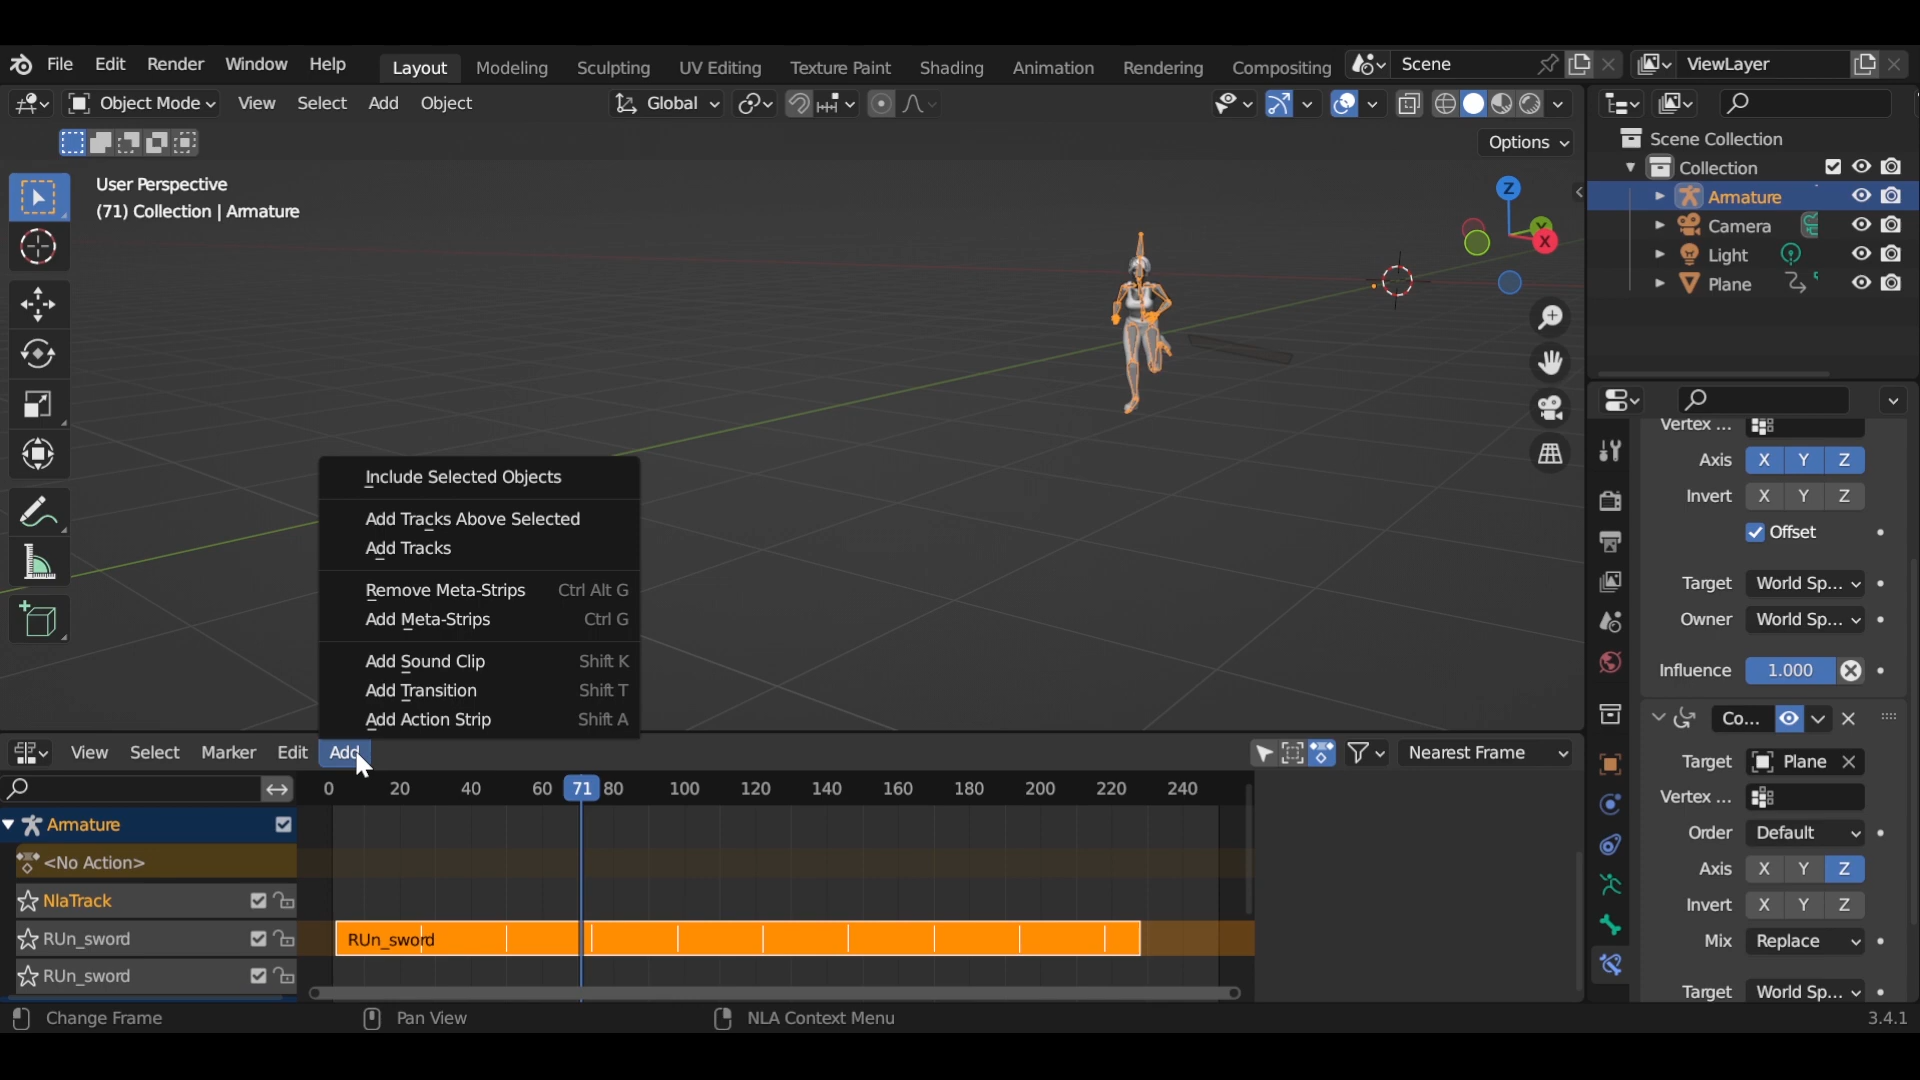 File Edit Render Window Help Layout Modeling Sculpting UV Editing Texture Paint Shading Animation Rendering Compositing Scene ViewLayer
Object Mode View Select Add Object Global
Options
User Perspective
(71) Collection | Armature
Z
Y
X
Scene Collection
Collection
Armature
Camera
Light
Plane
Include Selected Objects
Add Tracks Above Selected
Add Tracks
Remove Meta-Strips Ctrl Alt G
Add Meta-Strips Ctrl G
Add Sound Clip Shift K
Add Transition Shift T
Add Action Strip Shift A
Vertex ...
Axis X Y Z
Invert X Y Z
Offset
Target World Sp...
Owner World Sp...
Influence 1.000
Co...
Target Plane
Vertex ...
Order Default
Axis X Y Z
Invert X Y Z
Mix Replace
Target World Sp...
View Select Marker Edit Add Nearest Frame
0 20 40 60 71 80 100 120 140 160 180 200 220 240
Armature
<No Action>
NlaTrack
RUn_sword RUn_sword
RUn_sword
Change Frame Pan View NLA Context Menu 3.4.1